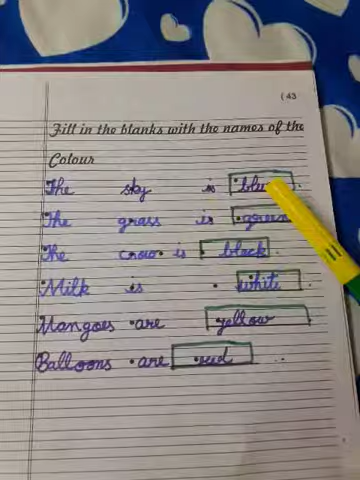 ( 43
Fill in the blanks with the names of the
Colour
The sky is blue.
The grass is green
The crow is black.
Milk is white.
Mangoes are yellow
Balloons are red.